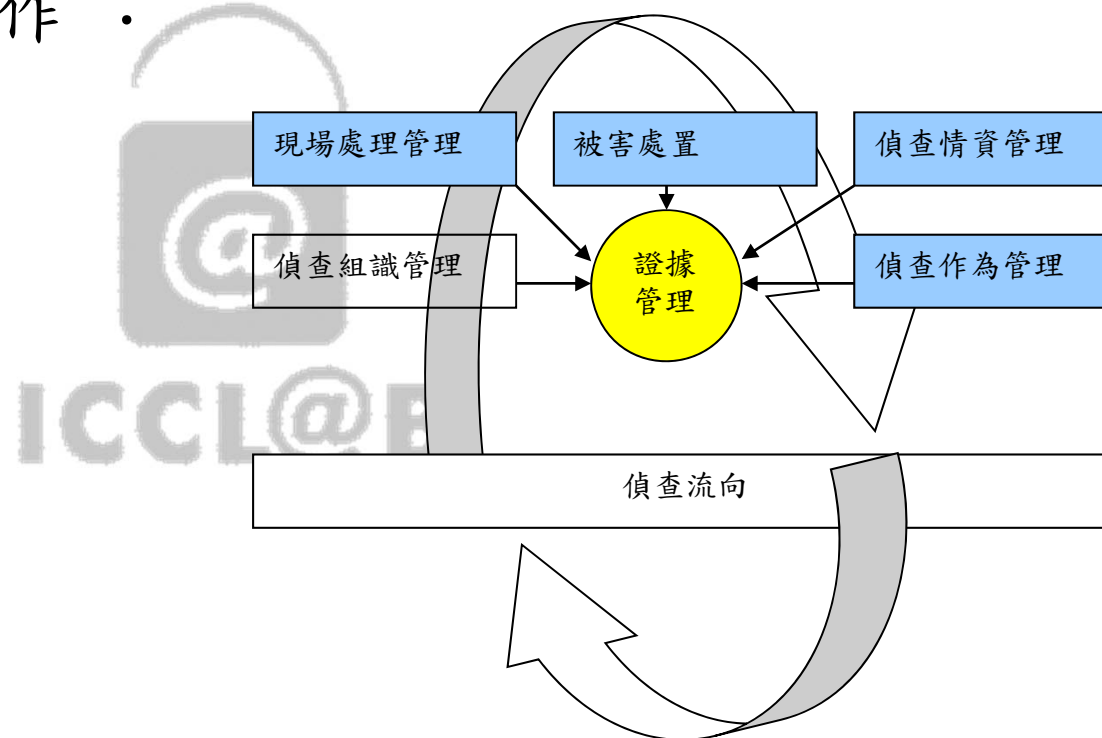 作 .
現場處理管理
被害處置
偵查情資管理
偵查組識管理
證據
管理
偵查作為管理
@
ICCL@
偵查流向